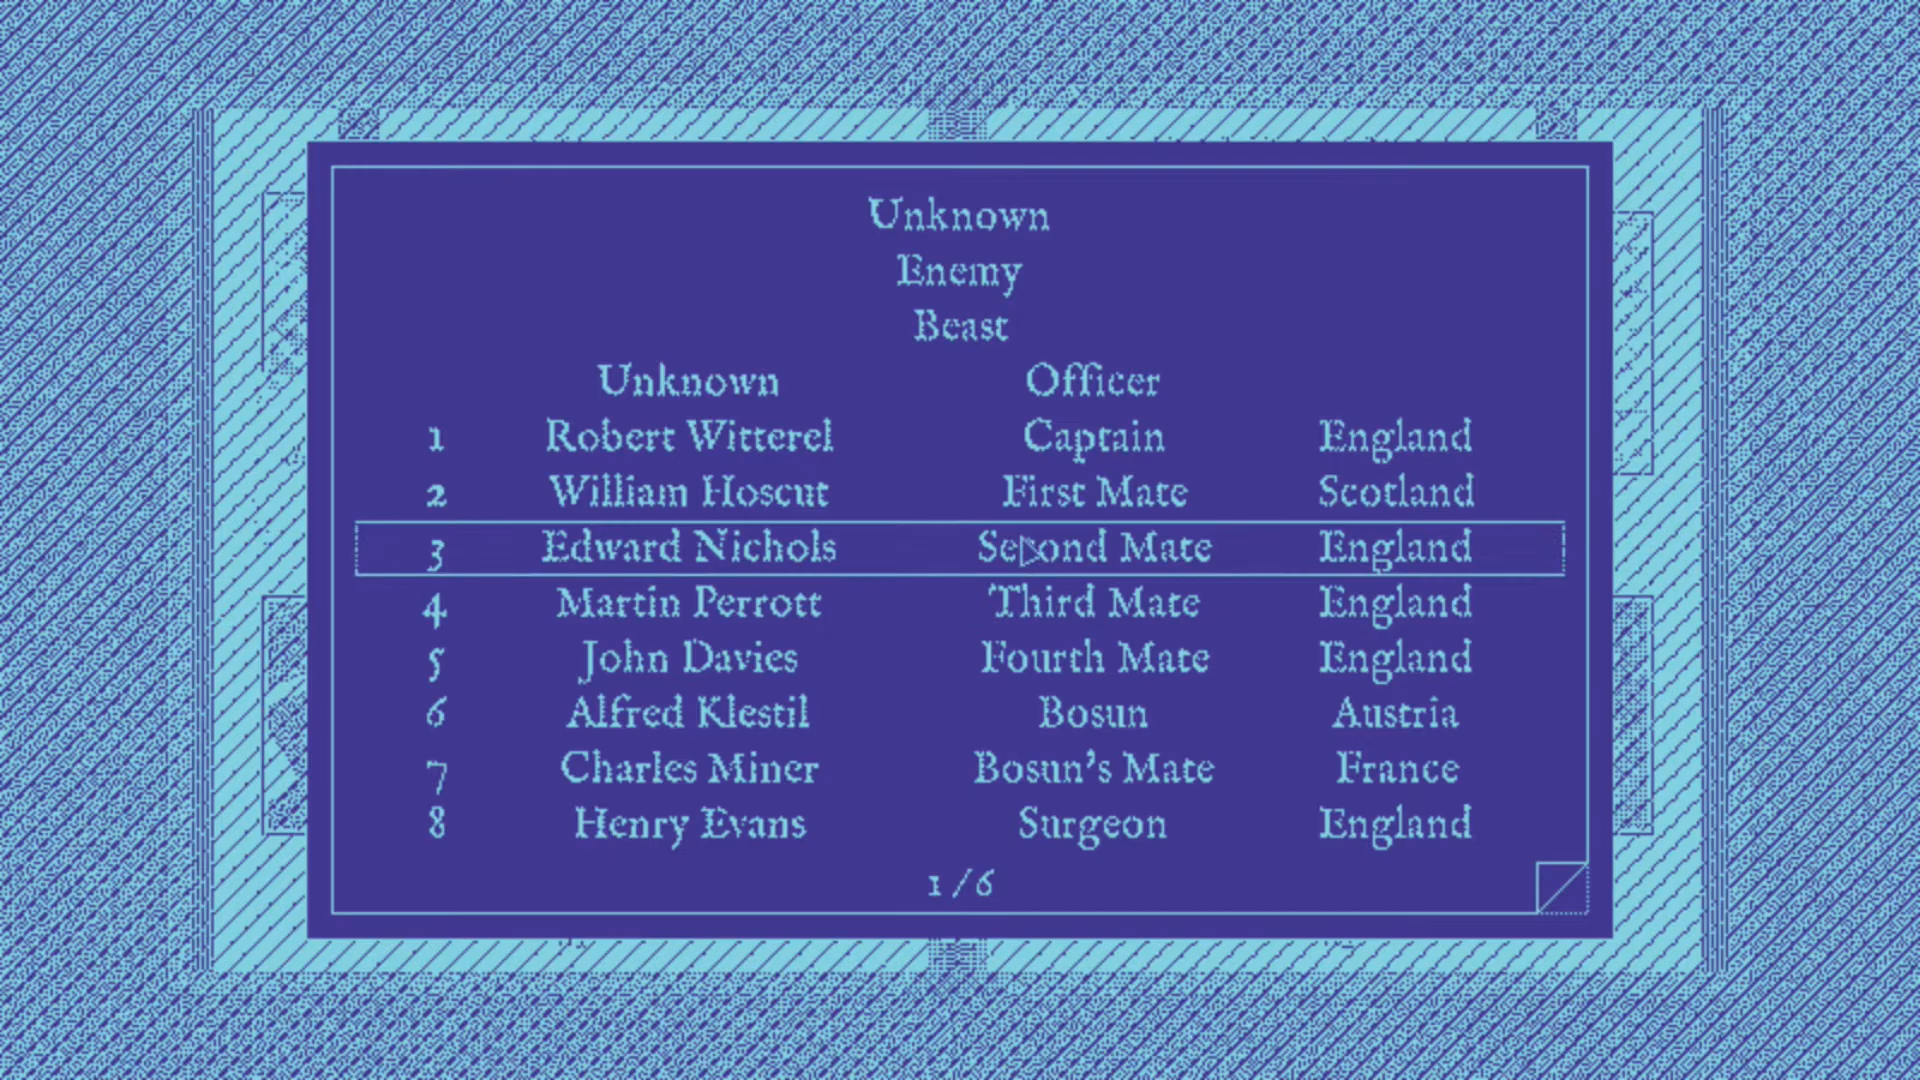 Unknown
Enemy
Beast
Unknown Officer
1 Robert Witterel Captain England
2 William Hoscut First Mate Scotland
3 Edward Nichols Second Mate England
4 Martin Perrott Third Mate England
5 John Davies Fourth Mate England
6 Alfred Klestil Bosun Austria
7 Charles Miner Bosun's Mate France
8 Henry Evans Surgeon England
1/6